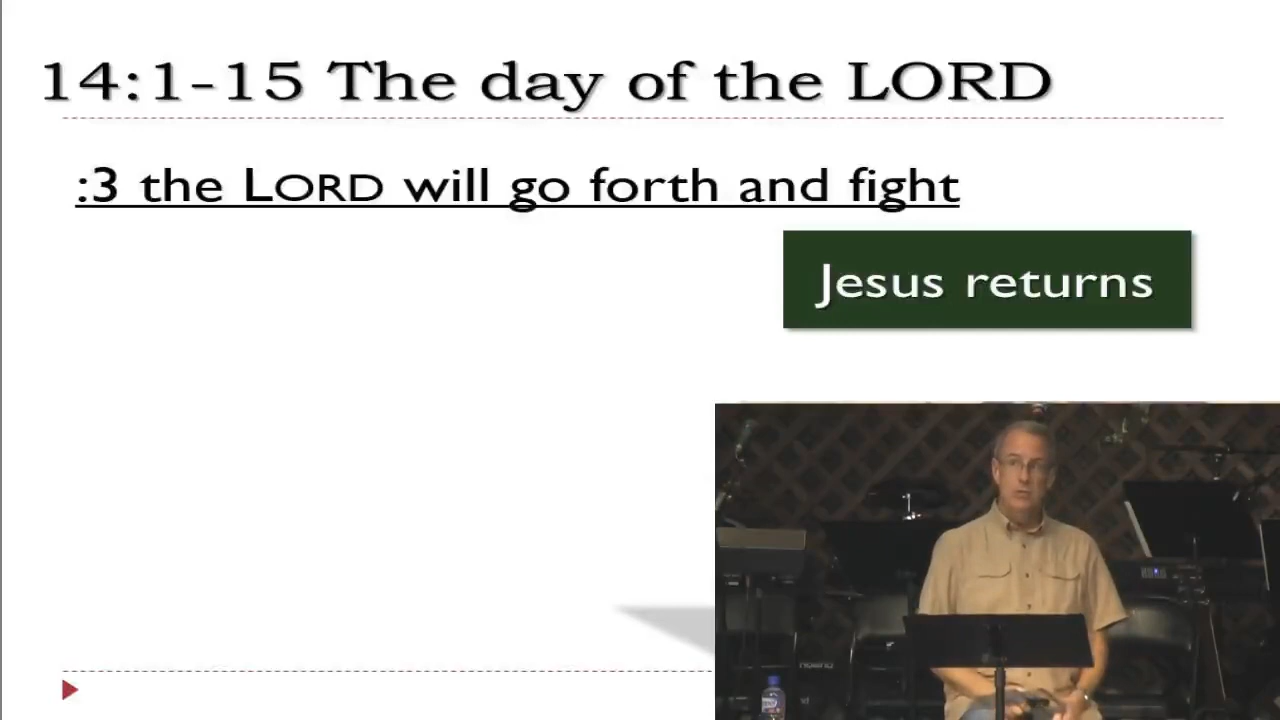 14:1-15 The day of the LORD
:3 the LORD will go forth and fight
Jesus returns